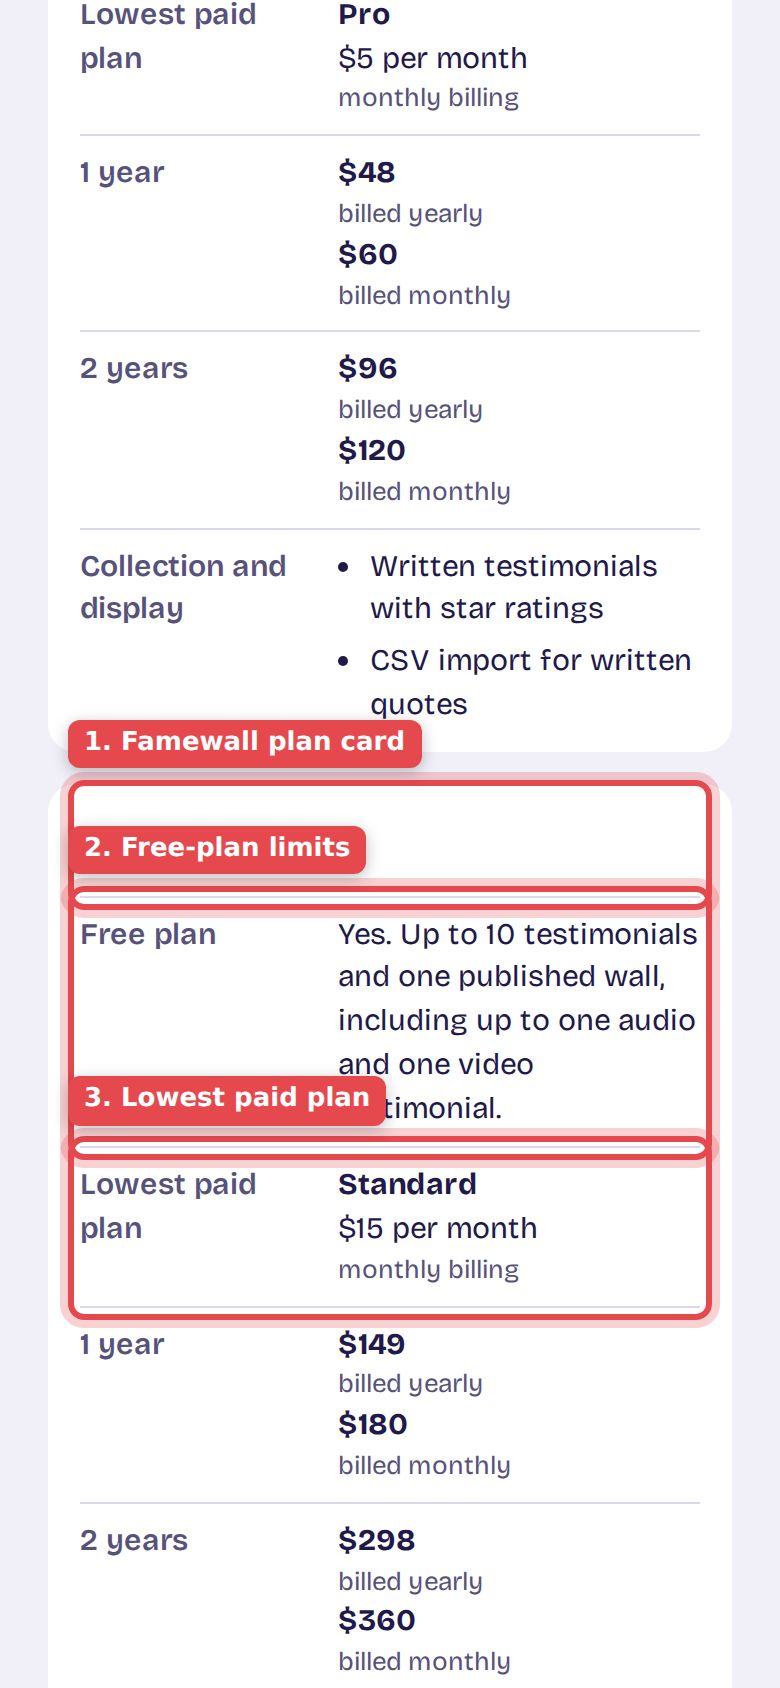 Lowest paid
plan
Pro
$5 per month
monthly billing
1 year
$48
billed yearly
$60
billed monthly
2 years
$96
billed yearly
$120
billed monthly
Collection and
display
• Written testimonials
with star ratings
• CSV import for written
quotes
1. Famewall plan card
2. Free-plan limits
Free plan
Yes. Up to 10 testimonials
and one published wall,
including up to one audio
and one video
timonial.
3. Lowest paid plan
Lowest paid
plan
Standard
$15 per month
monthly billing
1 year
$149
billed yearly
$180
billed monthly
2 years
$298
billed yearly
$360
billed monthly